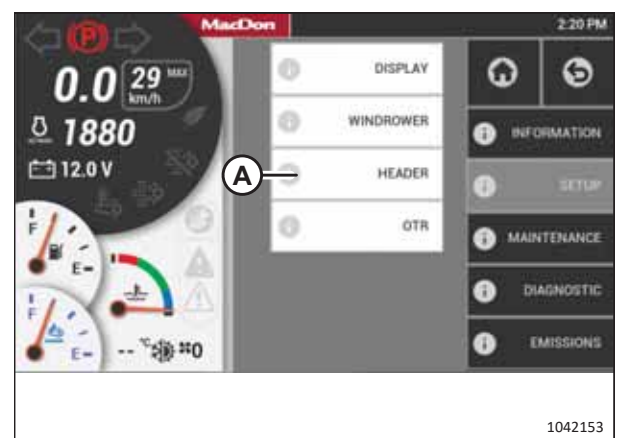 MacDon 2:20 PM
(P)
0.0 29 MAX
km/h
1880
12.0 V
DISPLAY
WINDROWER
HEADER
OTR
A
INFORMATION
SETUP
MAINTENANCE
DIAGNOSTIC
EMISSIONS
F
E
F
E
-- °C 0
1042153